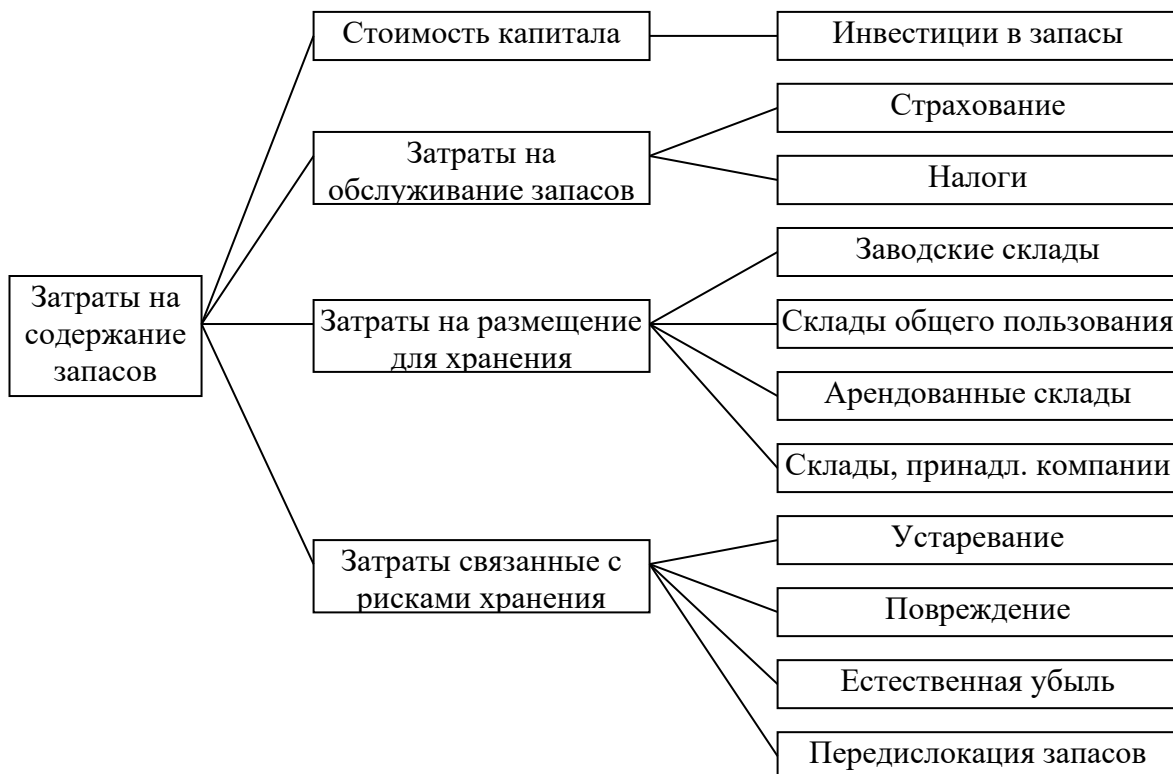 Стоимость капитала
Инвестиции в запасы
Затраты на
обслуживание запасов
Страхование
Налоги
Затраты на
содержание
запасов
Затраты на размещение
для хранения
Заводские склады
Склады общего пользования
Арендованные склады
Склады, принадл. компании
Затраты связанные с
рисками хранения
Устаревание
Повреждение
Естественная убыль
Передислокация запасов